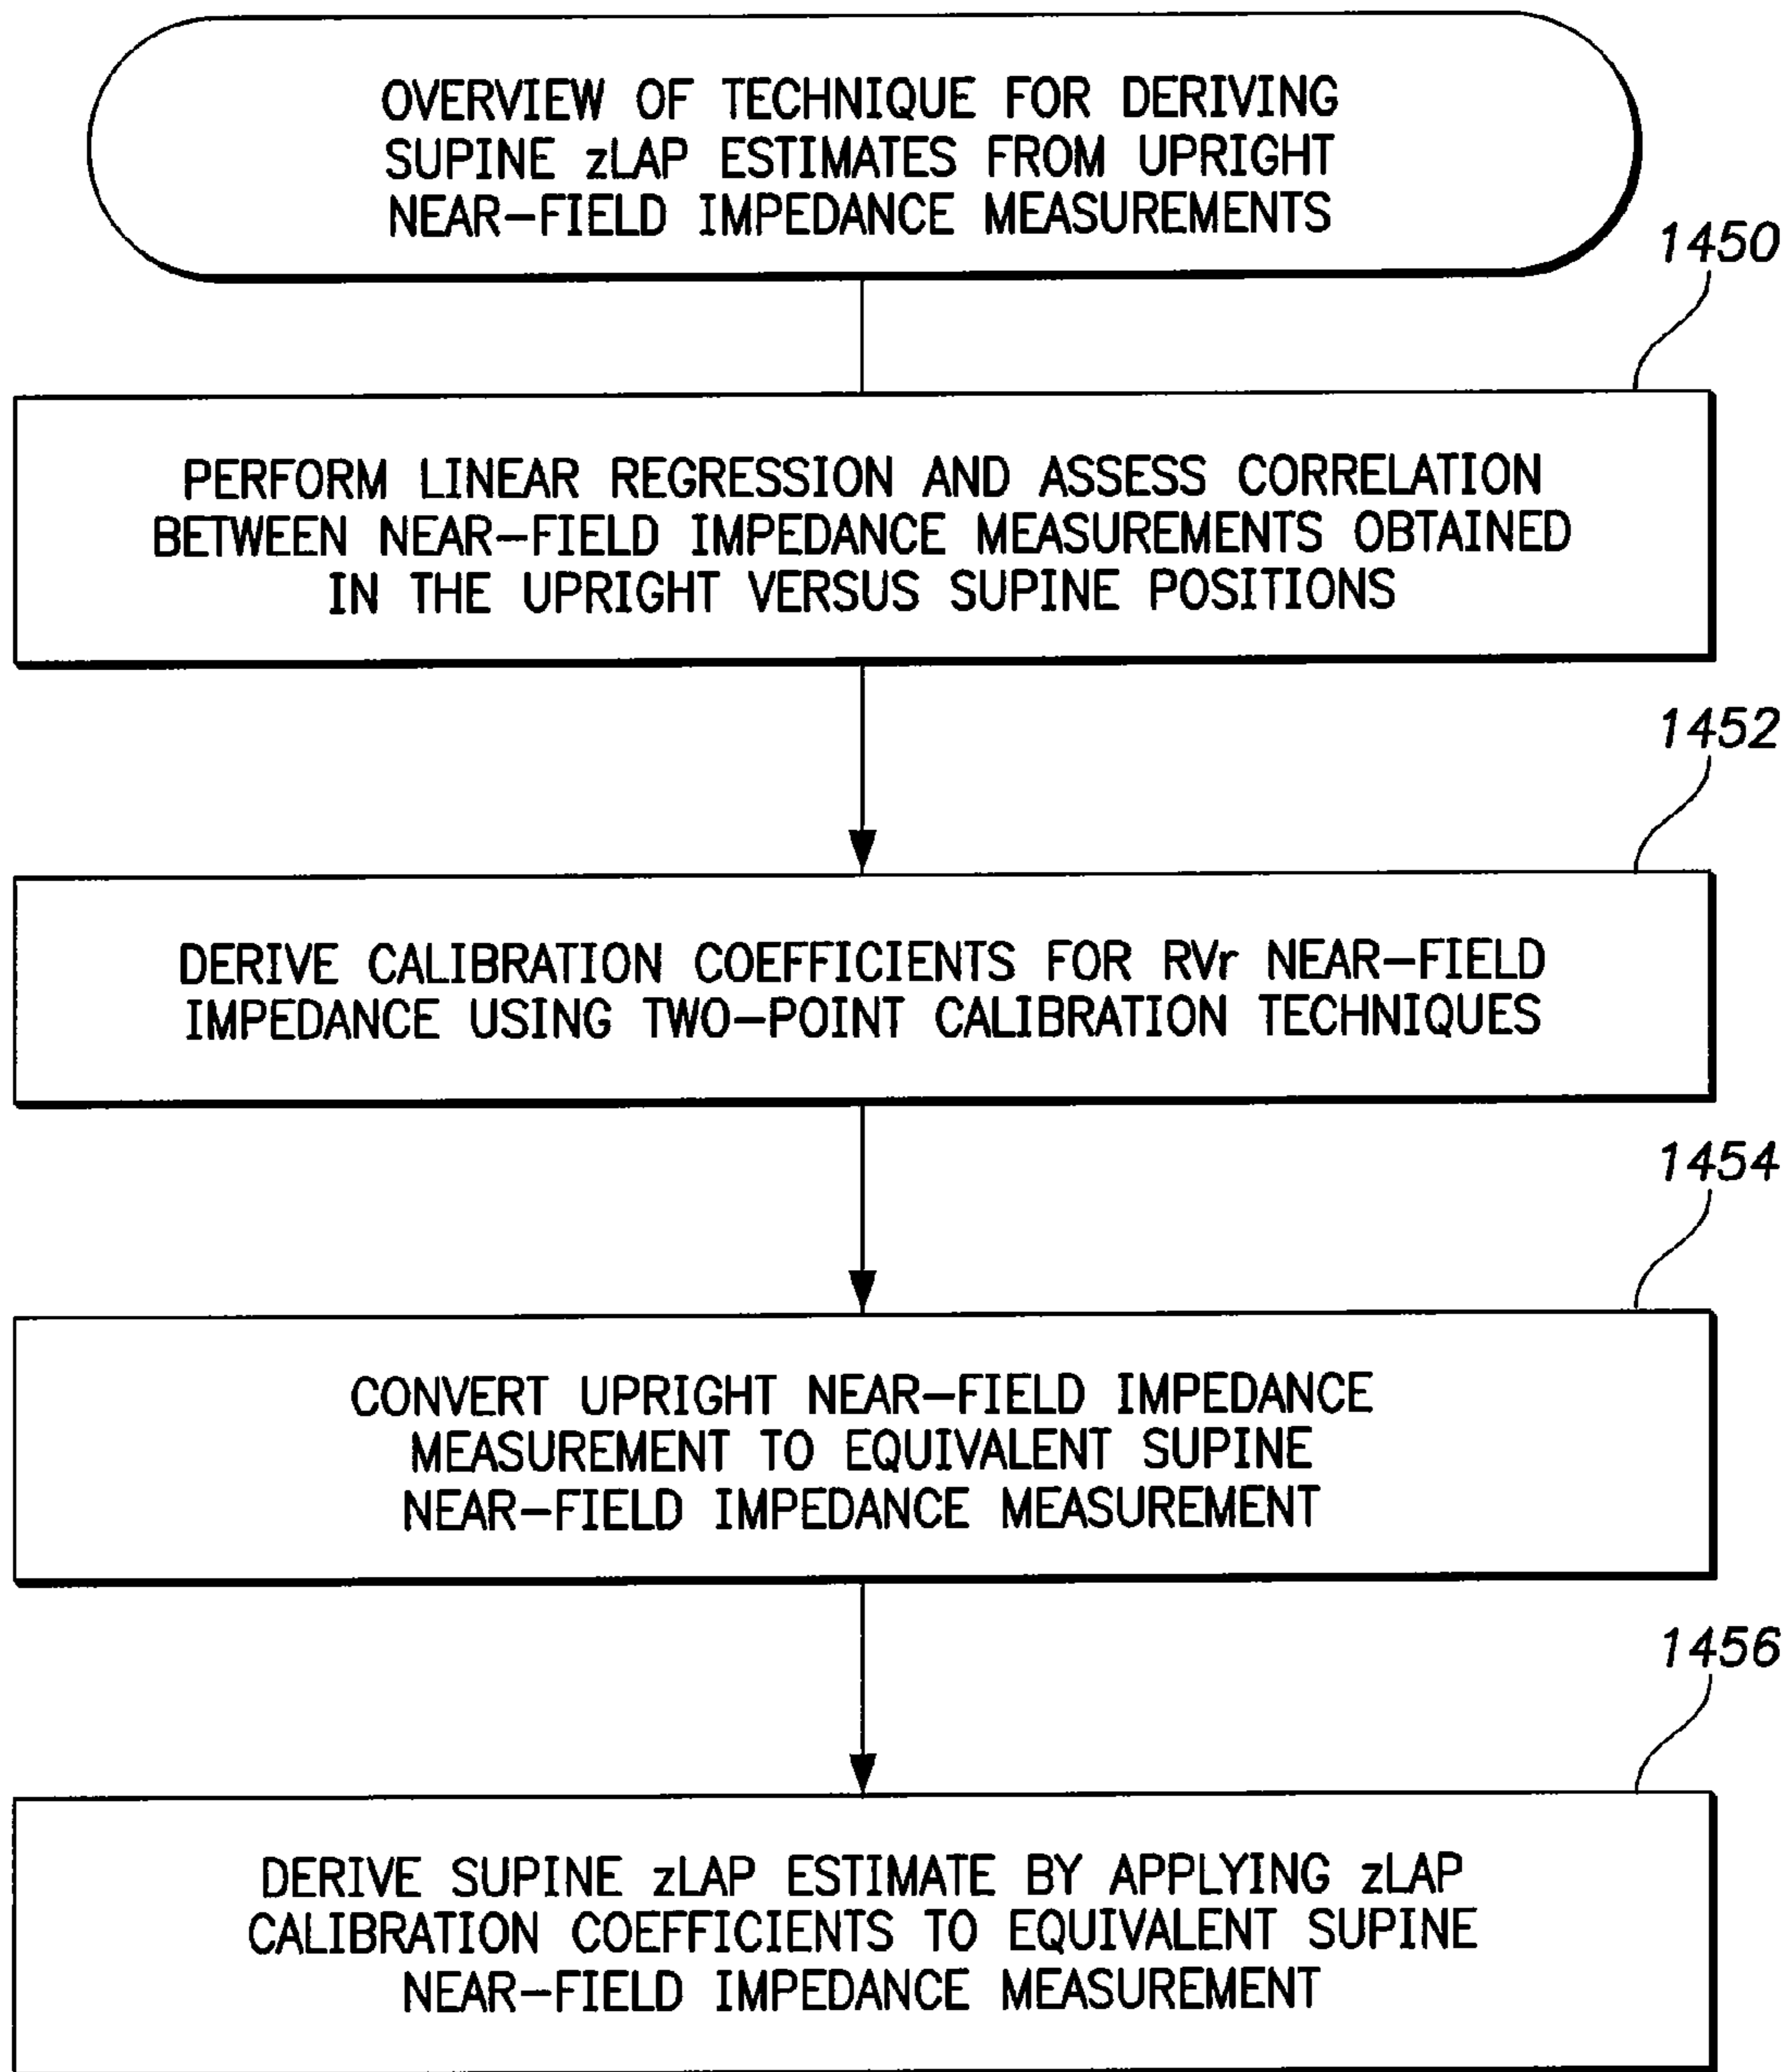 OVERVIEW OF TECHNIQUE FOR DERIVING
SUPINE zLAP ESTIMATES FROM UPRIGHT
NEAR-FIELD IMPEDANCE MEASUREMENTS
1450
PERFORM LINEAR REGRESSION AND ASSESS CORRELATION
BETWEEN NEAR-FIELD IMPEDANCE MEASUREMENTS OBTAINED
IN THE UPRIGHT VERSUS SUPINE POSITIONS
1452
DERIVE CALIBRATION COEFFICIENTS FOR RVr NEAR-FIELD
IMPEDANCE USING TWO-POINT CALIBRATION TECHNIQUES
1454
CONVERT UPRIGHT NEAR-FIELD IMPEDANCE
MEASUREMENT TO EQUIVALENT SUPINE
NEAR-FIELD IMPEDANCE MEASUREMENT
1456
DERIVE SUPINE zLAP ESTIMATE BY APPLYING zLAP
CALIBRATION COEFFICIENTS TO EQUIVALENT SUPINE
NEAR-FIELD IMPEDANCE MEASUREMENT